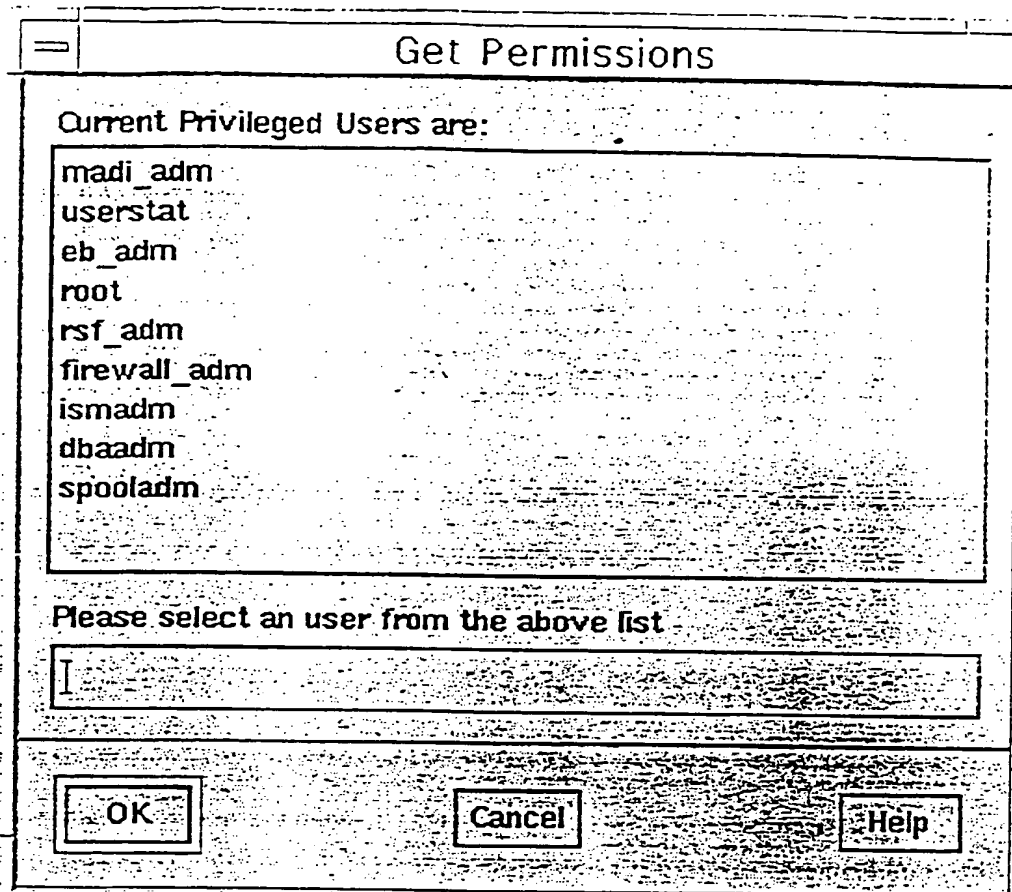 Get Permissions
Current Privileged Users are:
madi_adm
userstat
eb_adm
root
rsf_adm
firewall_adm
ismadm
dbaadm
spooladm
Please select an user from the above list
OK
Cancel
Help